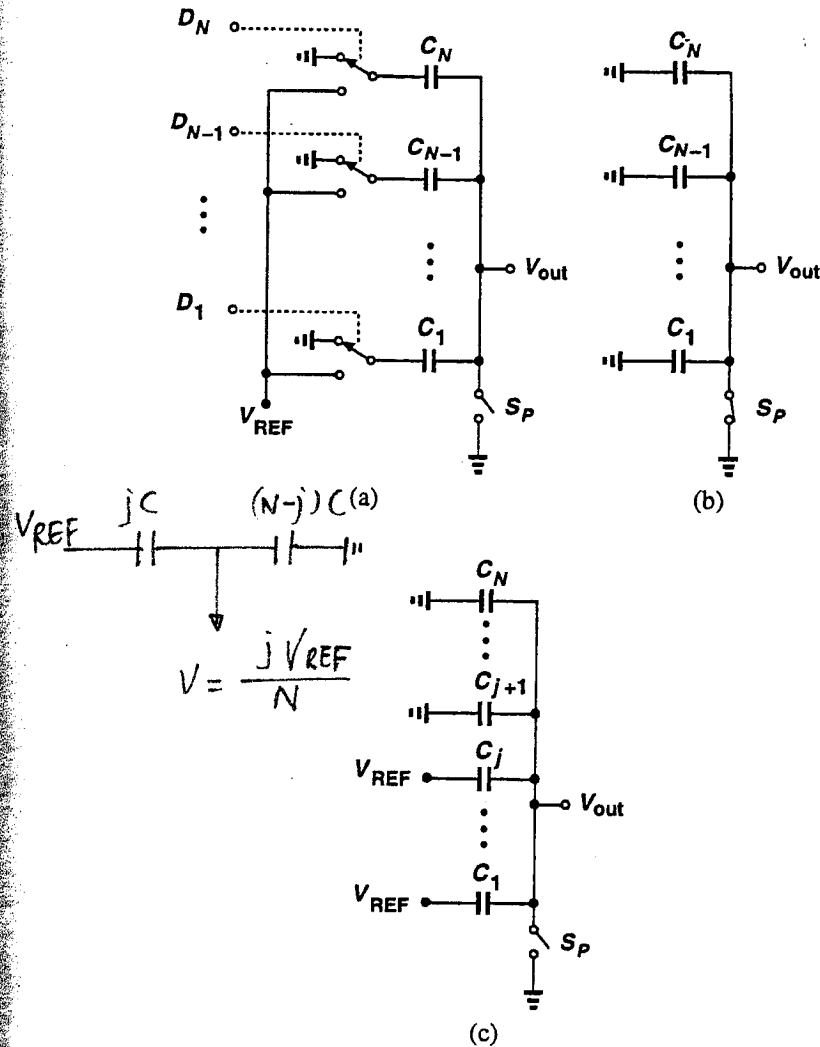 D_N
C_N
D_{N-1}
C_{N-1}
V_out
D_1
C_1
V_REF
S_P
(a)
C_N
C_{N-1}
V_out
C_1
S_P
(b)
V_REF
jC
(N-j)C
V = j V_REF / N
C_N
C_{j+1}
V_REF
C_j
V_out
V_REF
C_1
S_P
(c)